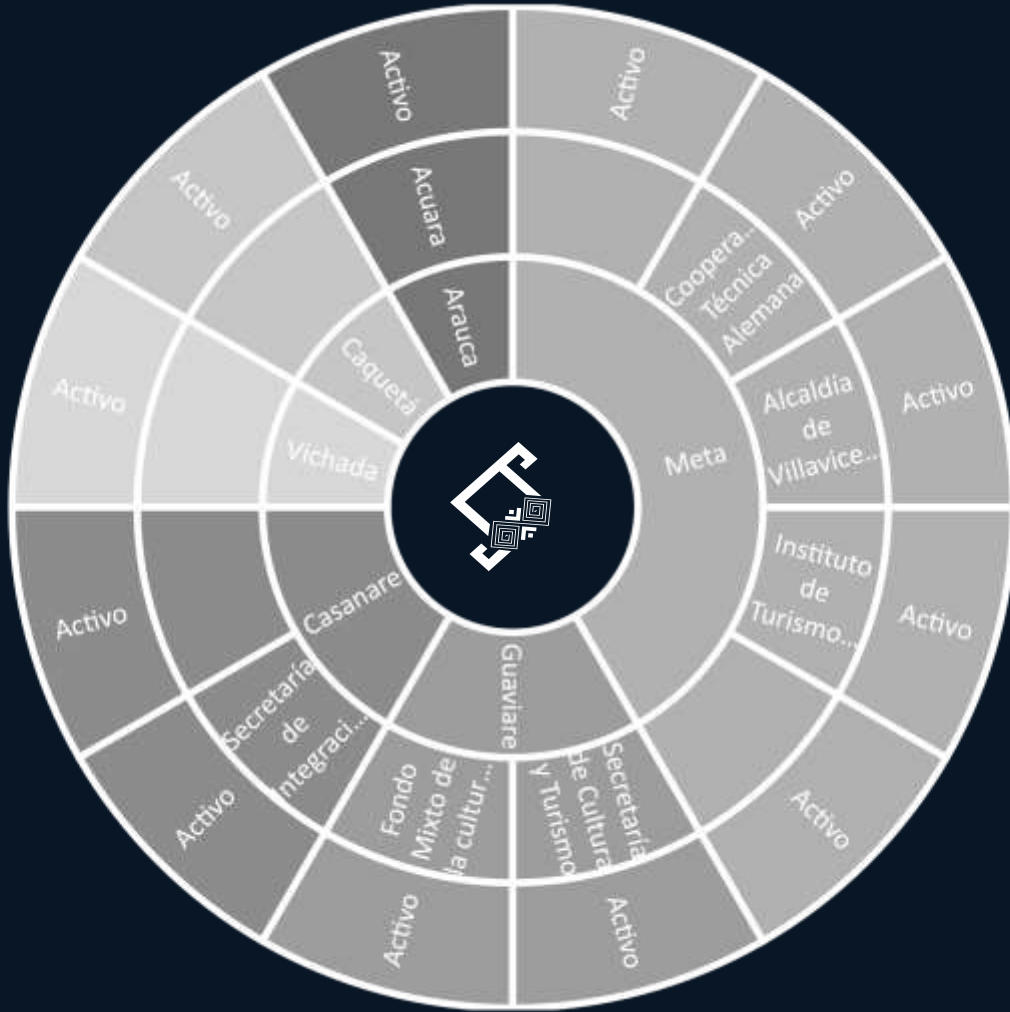 Activo
Activo
Coopera...
Técnica
Alemana
Activo
Alcaldía
de
Villavice...
Activo
Instituto
de
Turismo...
Activo
Meta
Activo
Secretaría
de Cultura
y Turismo
Activo
Fondo
Mixto de
la cultur...
Guaviare
Activo
Secretaría
de
Integraci...
Activo
Casanare
Activo
Vichada
Activo
Caquetá
Activo
Acuara
Arauca